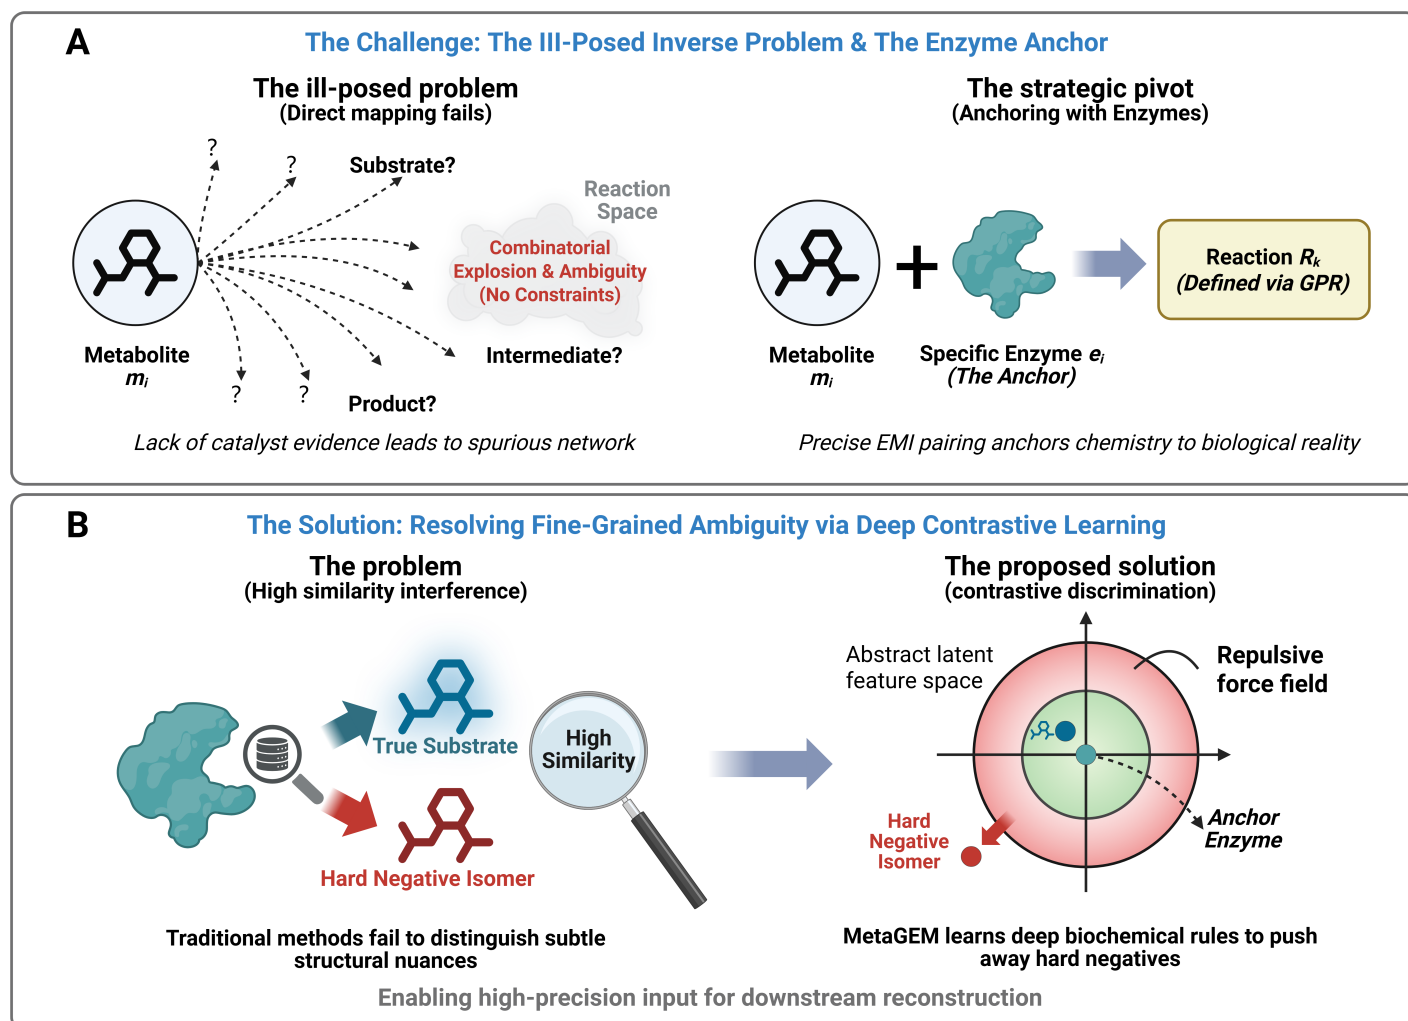 A
The Challenge: The III-Posed Inverse Problem & The Enzyme Anchor
The ill-posed problem
(Direct mapping fails)
?
?
Substrate?
Reaction
Space
Combinatorial
Explosion & Ambiguity
(No Constraints)
Metabolite
mi
Intermediate?
?
?
Product?
Lack of catalyst evidence leads to spurious network
The strategic pivot
(Anchoring with Enzymes)
+
Reaction Rk
(Defined via GPR)
Metabolite
mi
Specific Enzyme ei
(The Anchor)
Precise EMI pairing anchors chemistry to biological reality
B
The Solution: Resolving Fine-Grained Ambiguity via Deep Contrastive Learning
The problem
(High similarity interference)
True Substrate
High
Similarity
Hard Negative Isomer
Traditional methods fail to distinguish subtle
structural nuances
The proposed solution
(contrastive discrimination)
Abstract latent
feature space
Repulsive
force field
Hard
Negative
Isomer
Anchor
Enzyme
MetaGEM learns deep biochemical rules to push
away hard negatives
Enabling high-precision input for downstream reconstruction